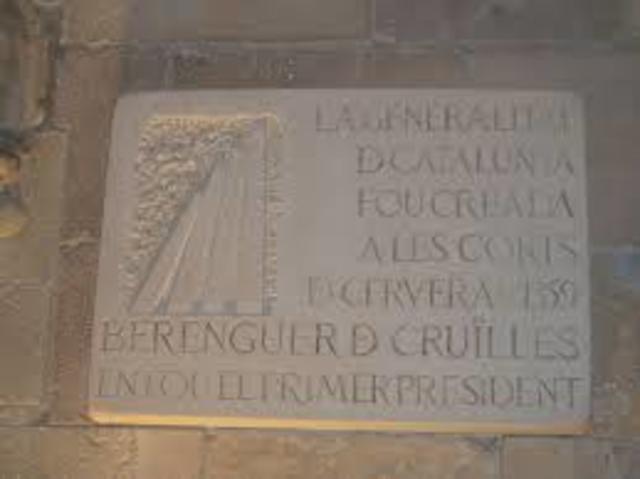 LA GENERALITAT
D CATALUNYA
FOU CREADA
A LES CORTS
D CERVERA 1359
BERENGUER D CRUÏLLES
EN FOU EL PRIMER PRESIDENT